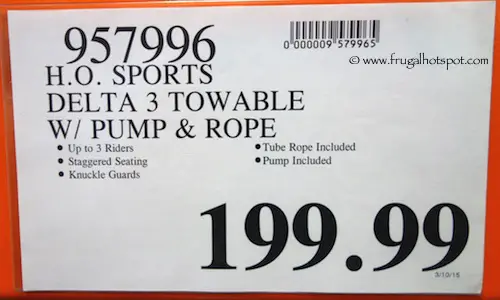 957996
0 000009 579965
© www.frugalhotspot.com
H.O. SPORTS
DELTA 3 TOWABLE
W/ PUMP & ROPE
• Up to 3 Riders
• Staggered Seating
• Knuckle Guards
• Tube Rope Included
• Pump Included
199.99
3/10/15